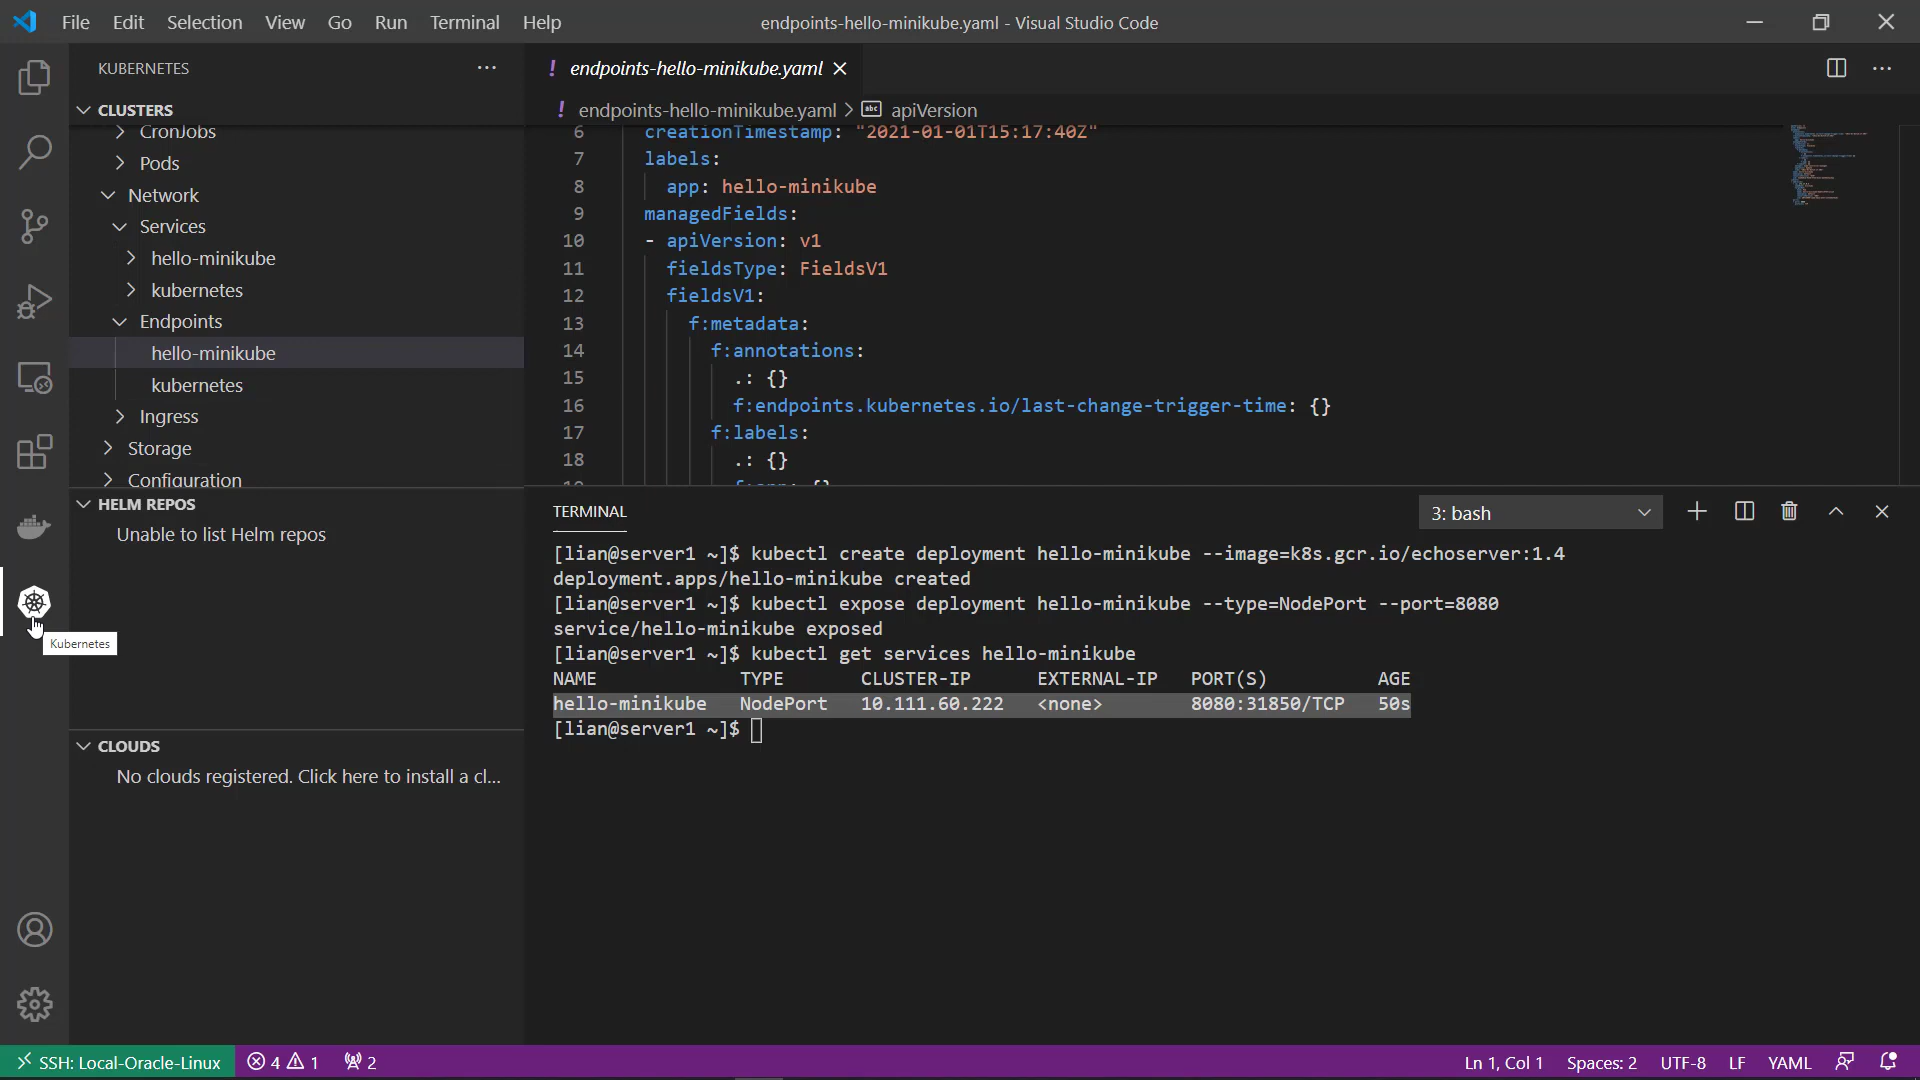 File Edit Selection View Go Run Terminal Help
endpoints-hello-minikube.yaml - Visual Studio Code
KUBERNETES
CLUSTERS
CronJobs
Pods
Network
Services
hello-minikube
kubernetes
Endpoints
hello-minikube
kubernetes
Ingress
Storage
Configuration
HELM REPOS
Unable to list Helm repos
Kubernetes
CLOUDS
No clouds registered. Click here to install a cl...
! endpoints-hello-minikube.yaml
! endpoints-hello-minikube.yaml > abc apiVersion
6 creationTimestamp: "2021-01-01T15:17:40Z"
7 labels:
8 app: hello-minikube
9 managedFields:
10 - apiVersion: v1
11 fieldsType: FieldsV1
12 fieldsV1:
13 f:metadata:
14 f:annotations:
15 .: {}
16 f:endpoints.kubernetes.io/last-change-trigger-time: {}
17 f:labels:
18 .: {}
TERMINAL
3: bash
[lian@server1 ~]$ kubectl create deployment hello-minikube --image=k8s.gcr.io/echoserver:1.4
deployment.apps/hello-minikube created
[lian@server1 ~]$ kubectl expose deployment hello-minikube --type=NodePort --port=8080
service/hello-minikube exposed
[lian@server1 ~]$ kubectl get services hello-minikube
NAME TYPE CLUSTER-IP EXTERNAL-IP PORT(S) AGE
hello-minikube NodePort 10.111.60.222 <none> 8080:31850/TCP 50s
[lian@server1 ~]$
SSH: Local-Oracle-Linux 4 1 2
Ln 1, Col 1 Spaces: 2 UTF-8 LF YAML